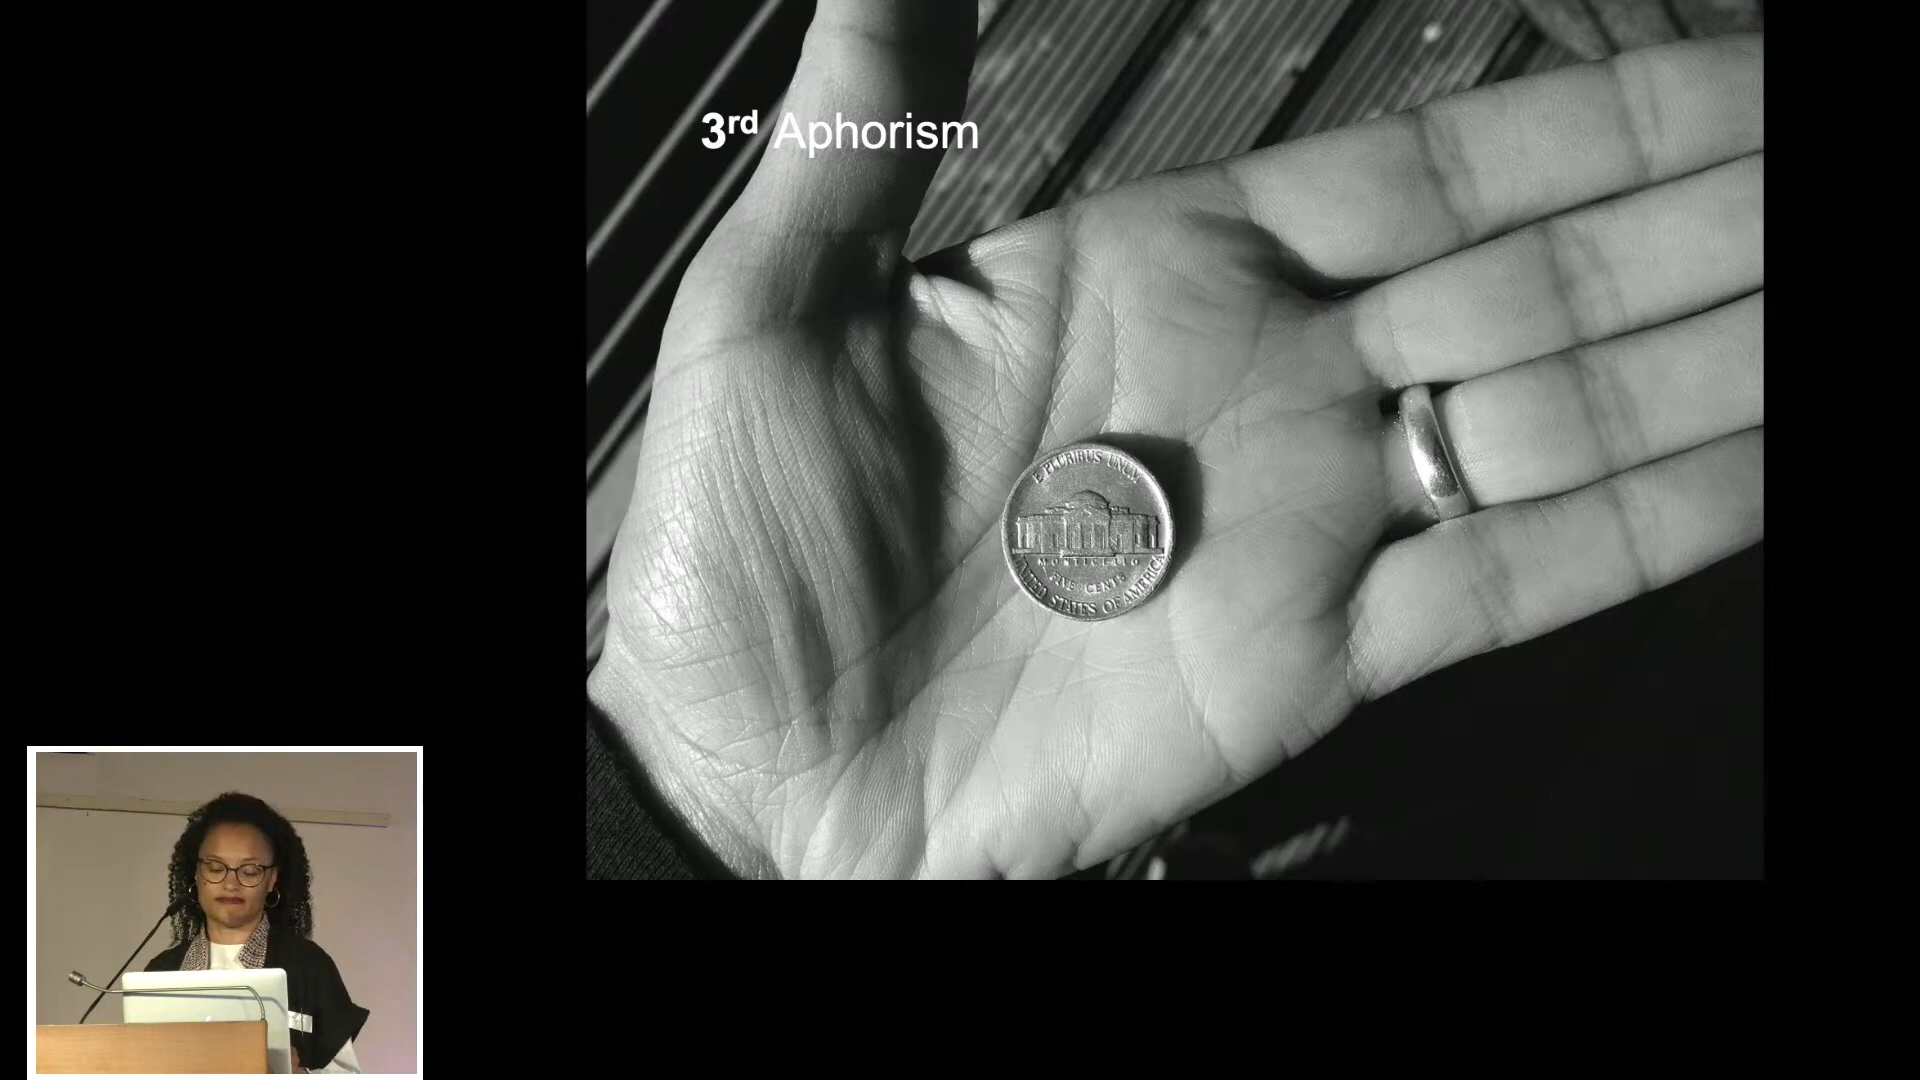 3rd Aphorism
E PLURIBUS UNUM
MONTICELLO
FIVE CENTS
UNITED STATES OF AMERICA